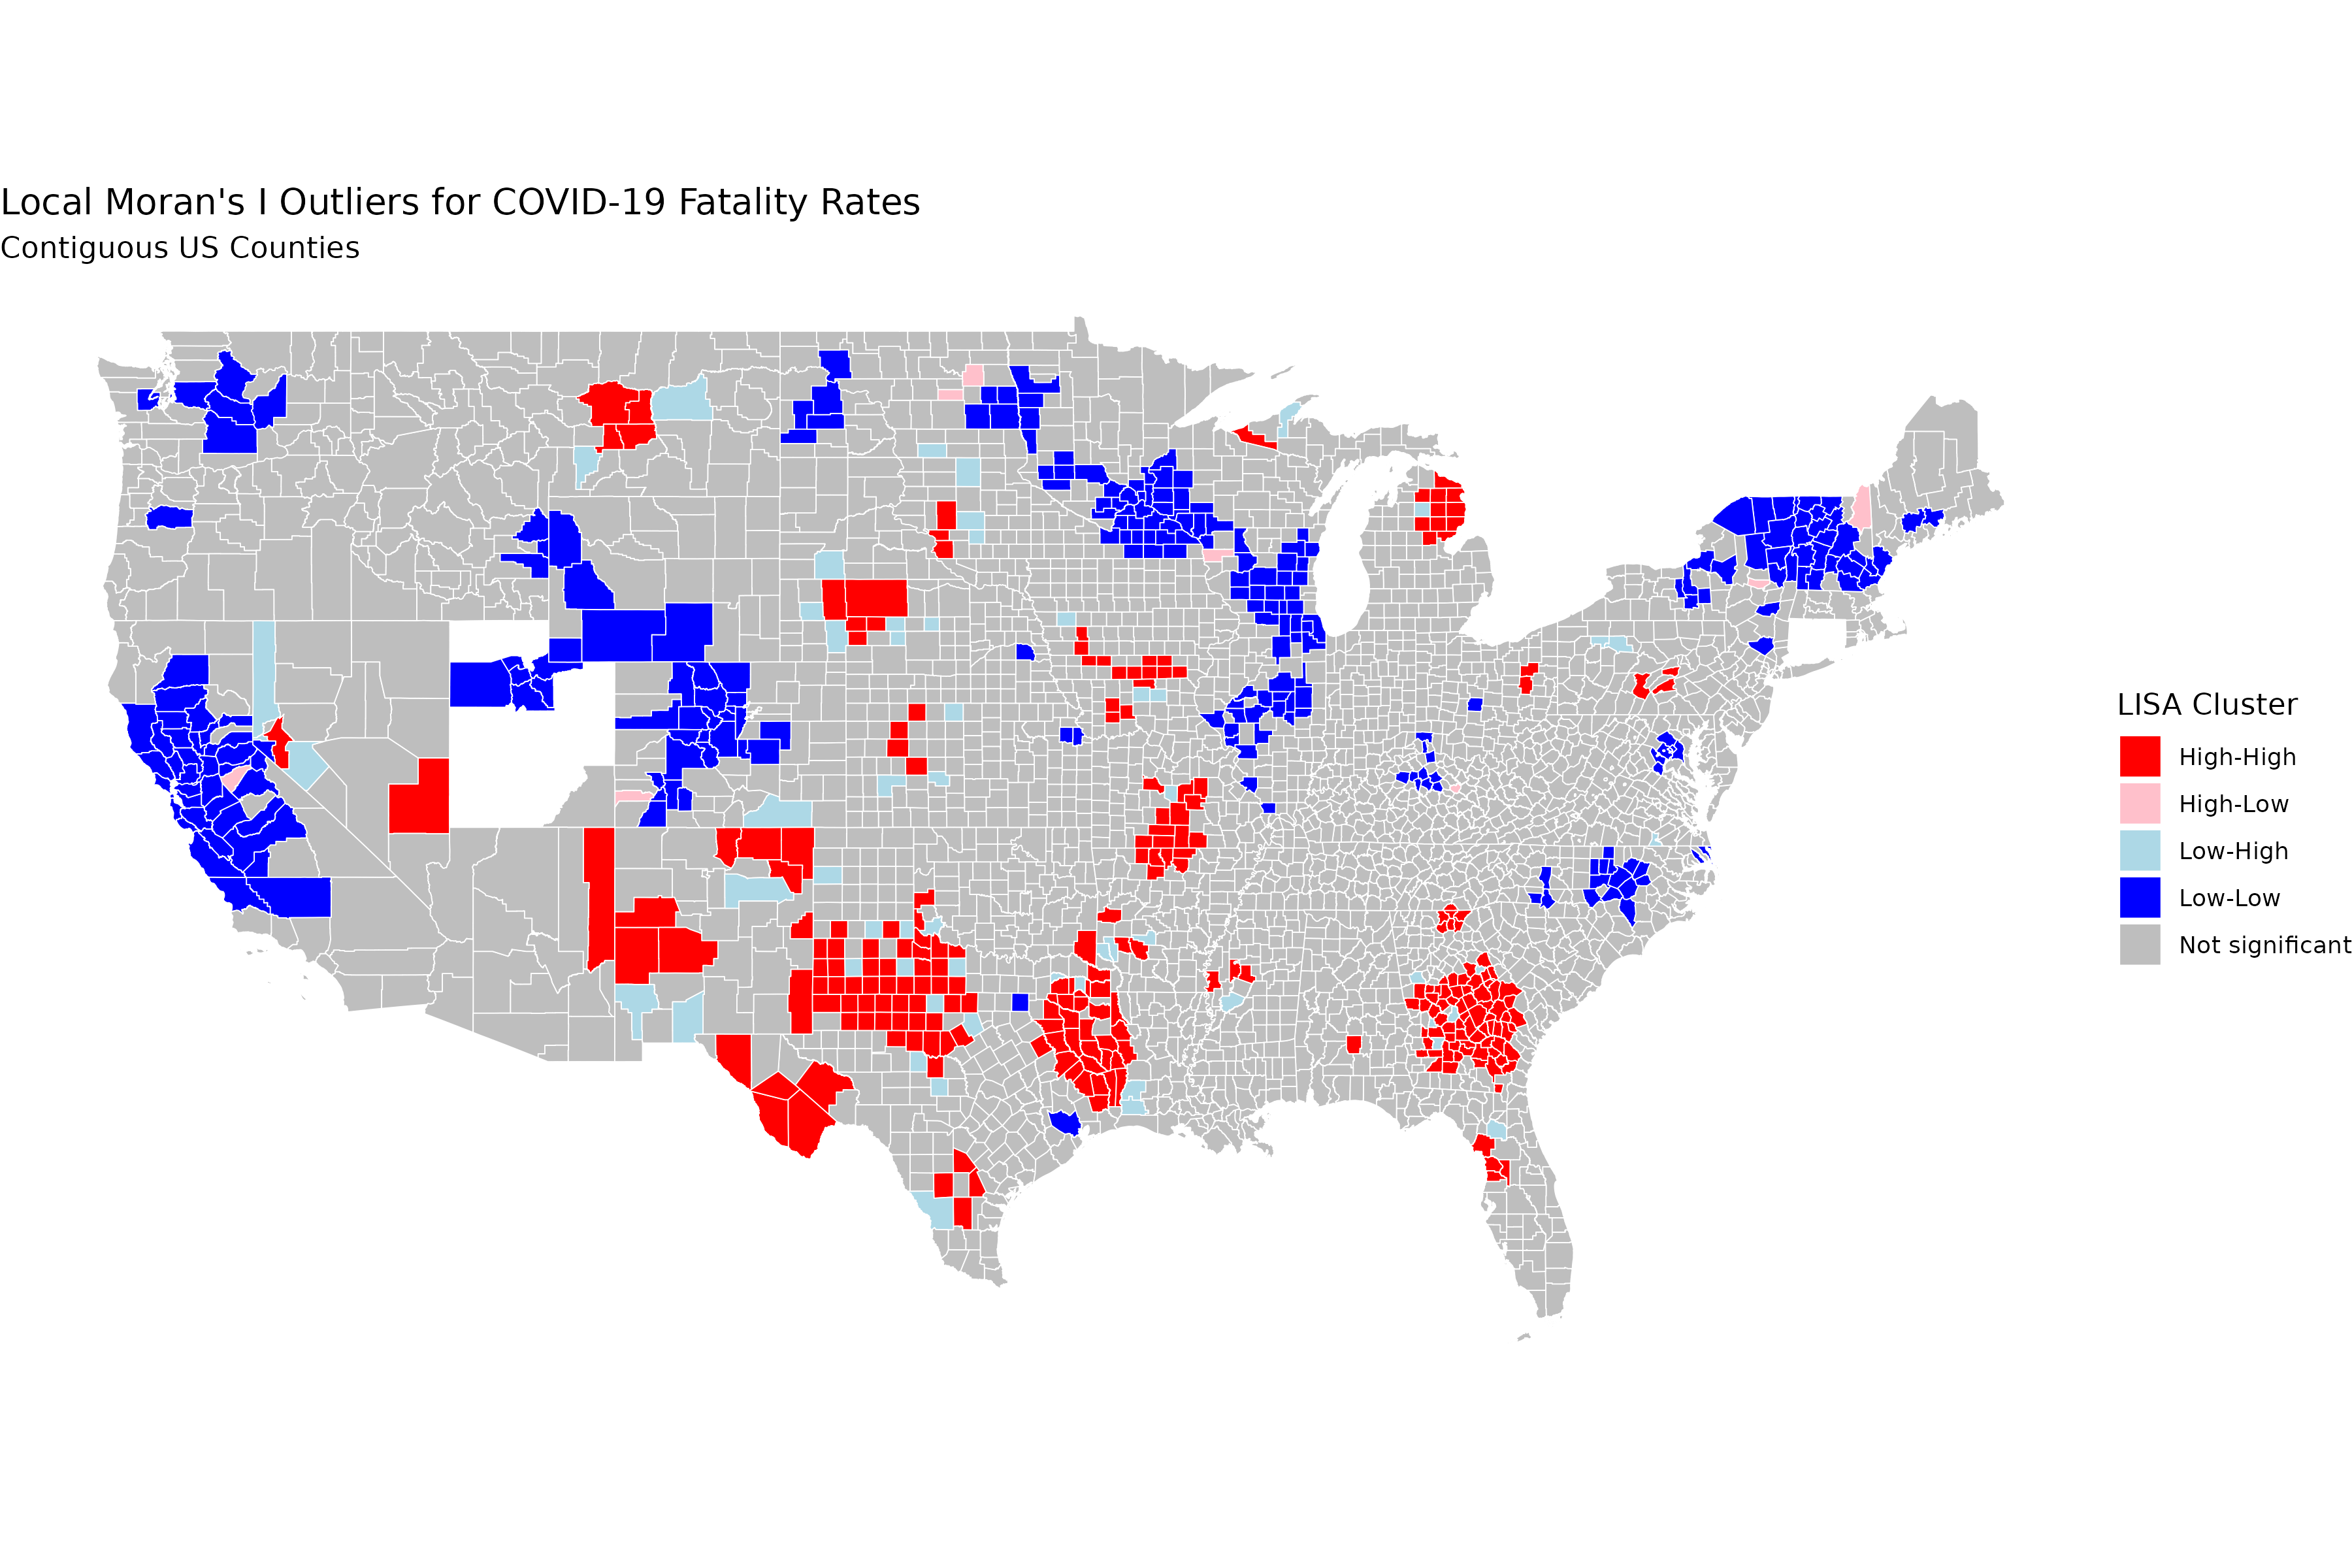 Local Moran's I Outliers for COVID-19 Fatality Rates
Contiguous US Counties
LISA Cluster
High-High
High-Low
Low-High
Low-Low
Not significant